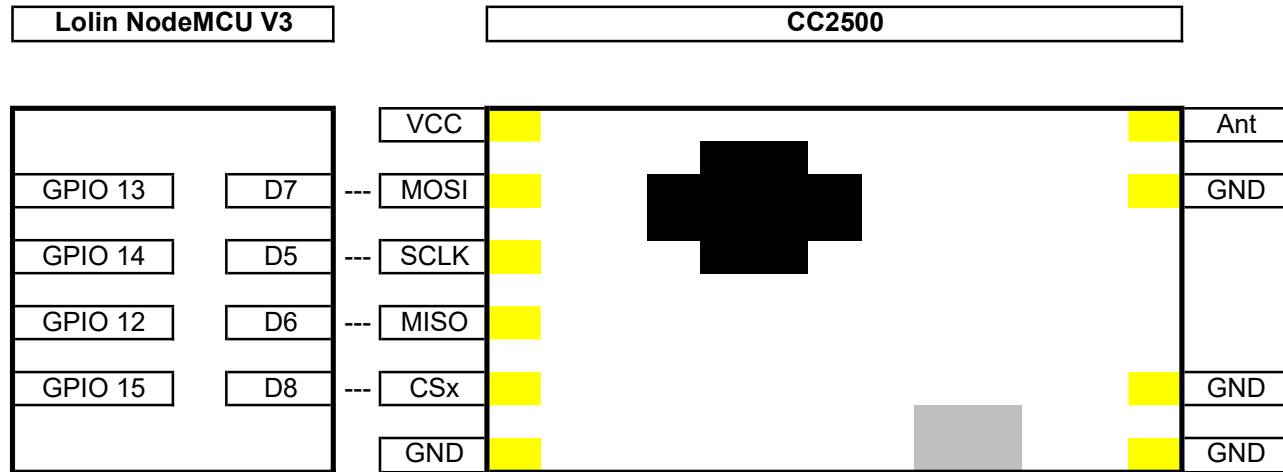 Lolin NodeMCU V3 CC2500
VCC Ant
GPIO 13 D7 --- MOSI GND
GPIO 14 D5 --- SCLK
GPIO 12 D6 --- MISO
GPIO 15 D8 --- CSx GND
GND GND